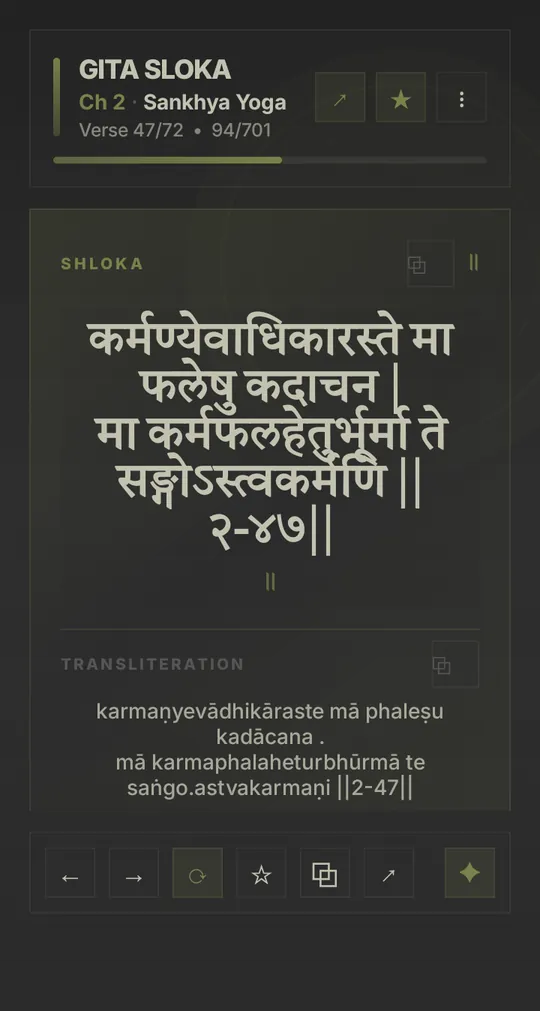 GITA SLOKA
Ch 2 · Sankhya Yoga
Verse 47/72 • 94/701
SHLOKA
॥
कर्मण्येवाधिकारस्ते मा
फलेषु कदाचन |
मा कर्मफलहेतुर्भूर्मा ते
सङ्गोऽस्त्वकर्मणि ||
२-४७||
॥
TRANSLITERATION
karmaṇyevādhikāraste mā phaleṣu
kadācana .
mā karmaphalaheturbhūrmā te
saṅgo.astvakarmaṇi ||2-47||